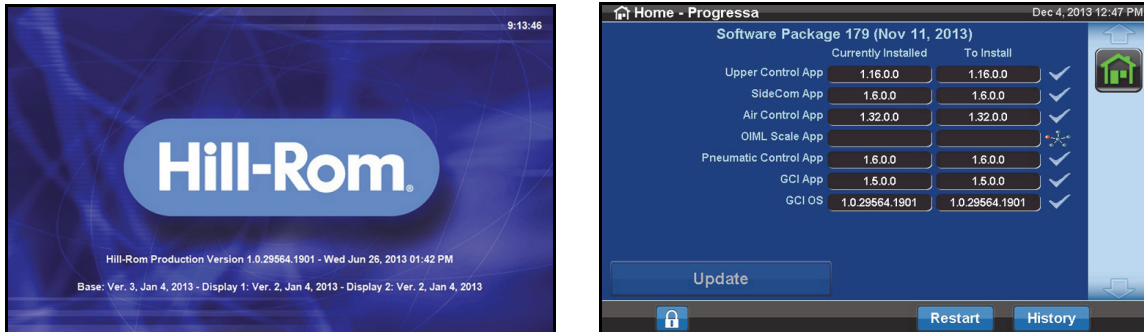 9:13:46
Hill-Rom®
Hill-Rom Production Version 1.0.29564.1901 - Wed Jun 26, 2013 01:42 PM
Base: Ver. 3, Jan 4, 2013 - Display 1: Ver. 2, Jan 4, 2013 - Display 2: Ver. 2, Jan 4, 2013
Home - Progressa Dec 4, 2013 12:47 PM
Software Package 179 (Nov 11, 2013)
Currently Installed To Install
Upper Control App 1.16.0.0 1.16.0.0
SideCom App 1.6.0.0 1.6.0.0
Air Control App 1.32.0.0 1.32.0.0
OIML Scale App
Pneumatic Control App 1.6.0.0 1.6.0.0
GCI App 1.5.0.0 1.5.0.0
GCI OS 1.0.29564.1901 1.0.29564.1901
Update
Restart History